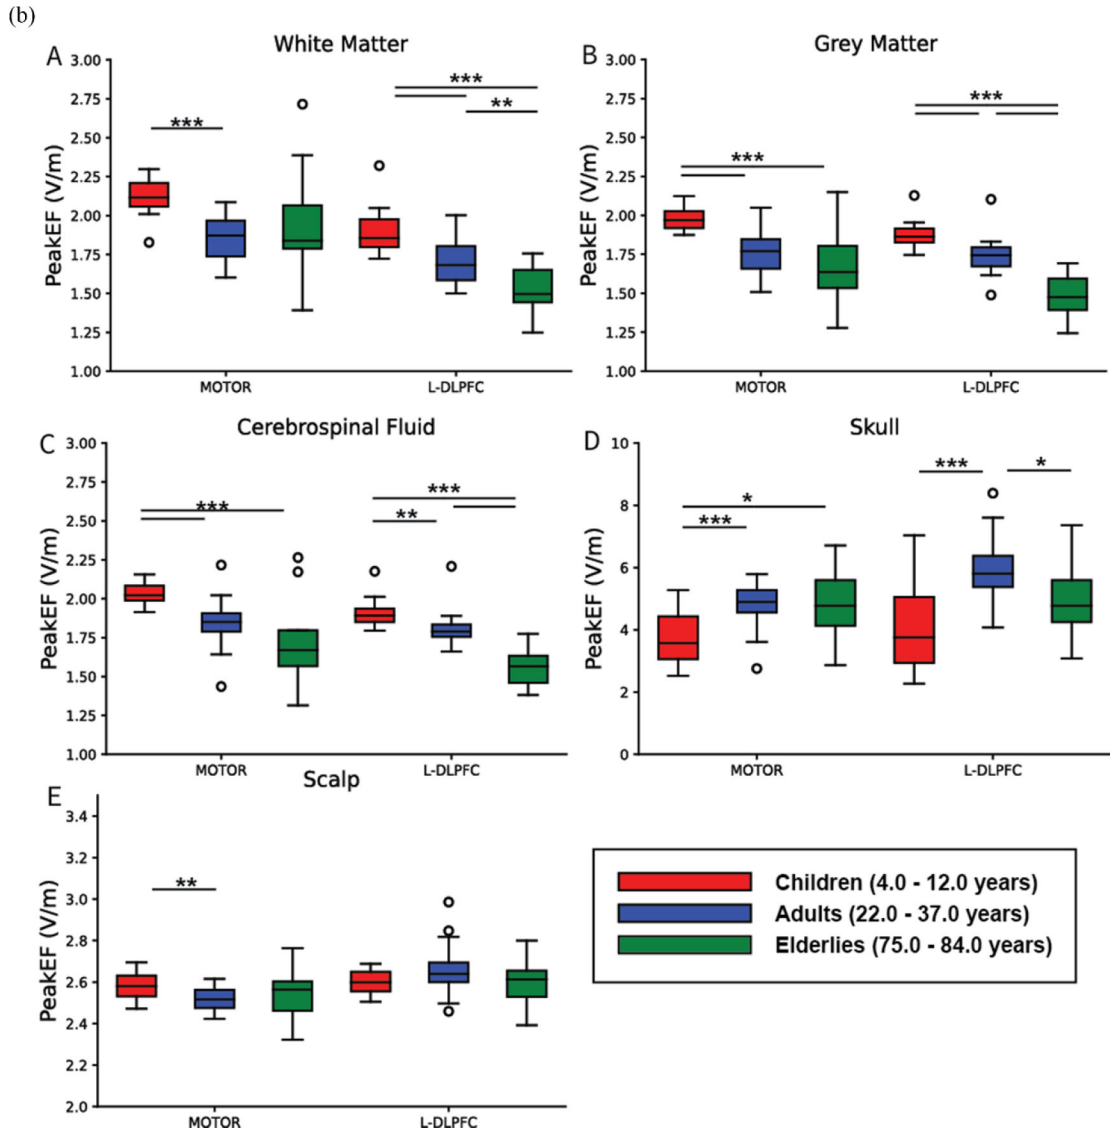 (b)
A
White Matter
3.00
2.75
2.50
2.25
2.00
1.75
1.50
1.25
1.00
PeakEF (V/m)
***
***
**
MOTOR
L-DLPFC
B
Grey Matter
3.00
2.75
2.50
2.25
2.00
1.75
1.50
1.25
1.00
PeakEF (V/m)
***
***
MOTOR
L-DLPFC
C
Cerebrospinal Fluid
3.00
2.75
2.50
2.25
2.00
1.75
1.50
1.25
1.00
PeakEF (V/m)
***
***
**
MOTOR
L-DLPFC
D
Skull
10
8
6
4
2
0
PeakEF (V/m)
*
***
***
*
MOTOR
L-DLPFC
E
Scalp
3.4
3.2
3.0
2.8
2.6
2.4
2.2
2.0
PeakEF (V/m)
**
MOTOR
L-DLPFC
Children (4.0 - 12.0 years)
Adults (22.0 - 37.0 years)
Elderlies (75.0 - 84.0 years)